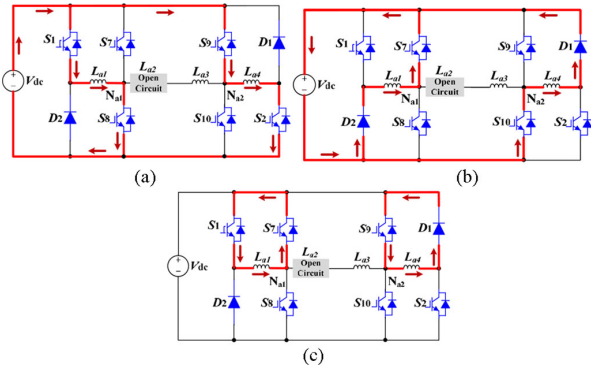 S1 S7 S9 D1
Vdc La1 La2 Open Circuit La3 La4
Na1 Na2
D2 S8 S10 S2
(a)
S1 S7 S9 D1
Vdc La1 La2 Open Circuit La3 La4
Na1 Na2
D2 S8 S10 S2
(b)
S1 S7 S9 D1
Vdc La1 La2 Open Circuit La3 La4
Na1 Na2
D2 S8 S10 S2
(c)